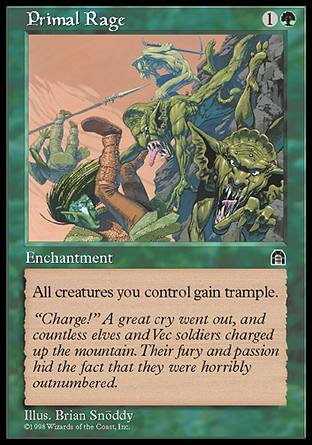 Primal Rage 1
Enchantment
All creatures you control gain trample.
"Charge!" A great cry went out, and
countless elves and Vec soldiers charged
up the mountain. Their fury and passion
hid the fact that they were horribly
outnumbered.
Illus. Brian Snoddy
©1998 Wizards of the Coast, Inc.